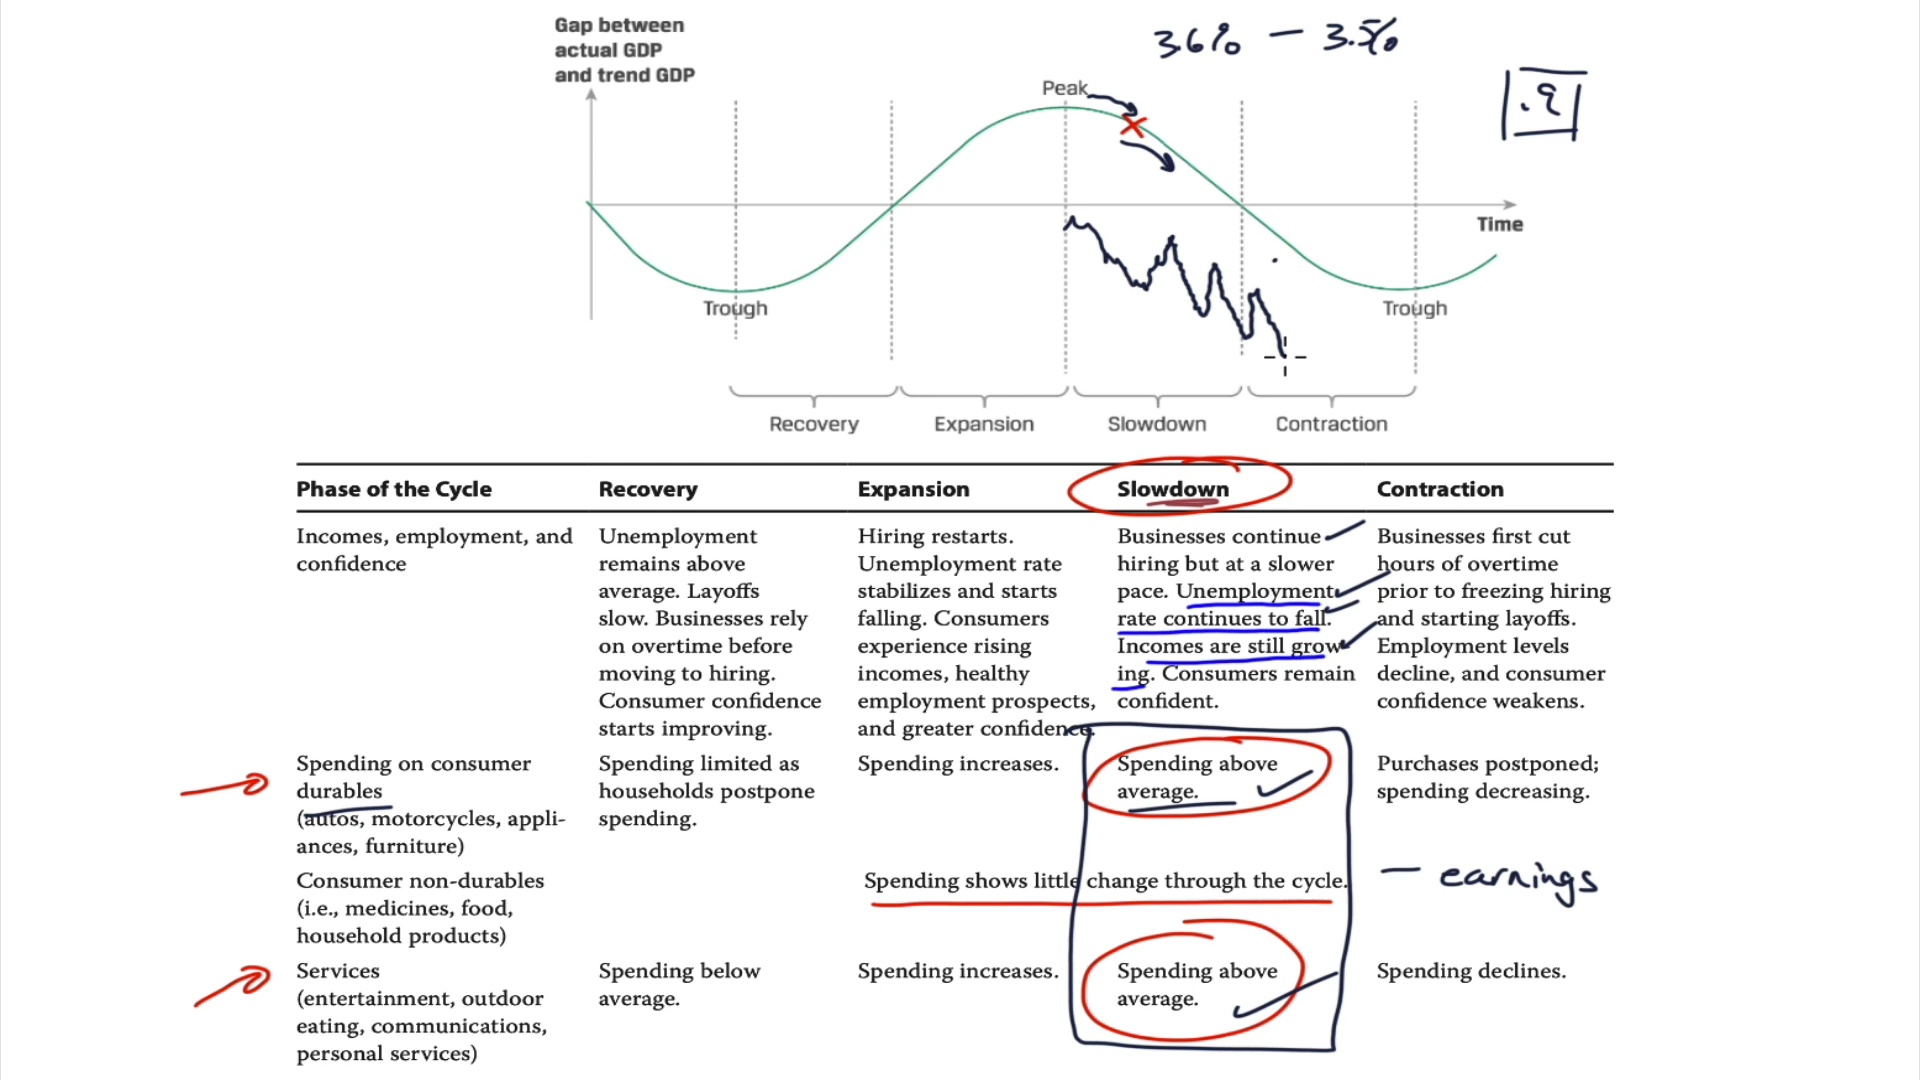 Gap between
actual GDP
and trend GDP
3.6% - 3.5%
.9
Peak
Time
Trough
Trough
Recovery
Expansion
Slowdown
Contraction
Phase of the Cycle
Recovery
Expansion
Slowdown
Contraction
Incomes, employment, and
confidence
Unemployment
remains above
average. Layoffs
slow. Businesses rely
on overtime before
moving to hiring.
Consumer confidence
starts improving.
Hiring restarts.
Unemployment rate
stabilizes and starts
falling. Consumers
experience rising
incomes, healthy
employment prospects,
and greater confidence.
Businesses continue
hiring but at a slower
pace. Unemployment
rate continues to fall.
Incomes are still grow-
ing. Consumers remain
confident.
Businesses first cut
hours of overtime
prior to freezing hiring
and starting layoffs.
Employment levels
decline, and consumer
confidence weakens.
Spending on consumer
durables
(autos, motorcycles, appli-
ances, furniture)
Spending limited as
households postpone
spending.
Spending increases.
Spending above
average.
Purchases postponed;
spending decreasing.
Consumer non-durables
(i.e., medicines, food,
household products)
Spending shows little change through the cycle.
- earnings
Services
(entertainment, outdoor
eating, communications,
personal services)
Spending below
average.
Spending increases.
Spending above
average.
Spending declines.